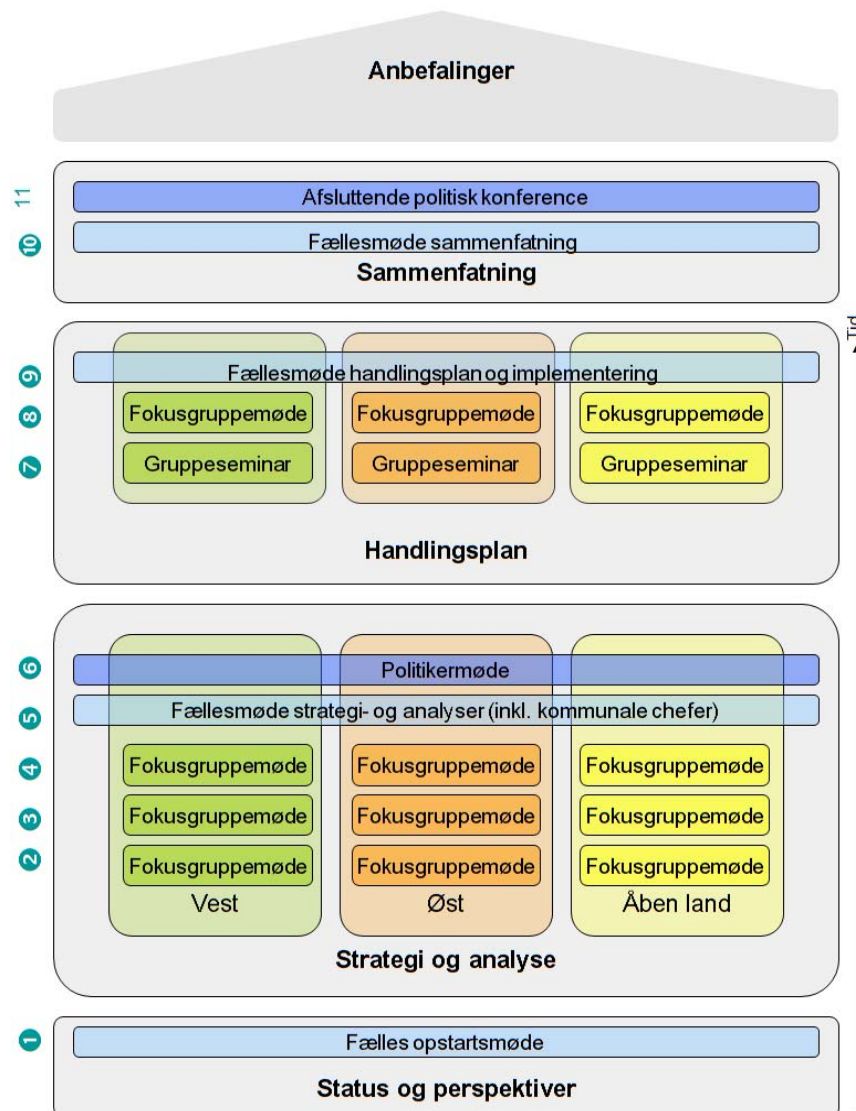 Anbefalinger
11
Afsluttende politisk konference
10
Fællesmøde sammenfatning
Sammenfatning
Tid
9
Fællesmøde handlingsplan og implementering
8
Fokusgruppemøde
Fokusgruppemøde
Fokusgruppemøde
7
Gruppeseminar
Gruppeseminar
Gruppeseminar
Handlingsplan
6
Politikermøde
5
Fællesmøde strategi- og analyser (inkl. kommunale chefer)
4
Fokusgruppemøde
Fokusgruppemøde
Fokusgruppemøde
3
Fokusgruppemøde
Fokusgruppemøde
Fokusgruppemøde
2
Fokusgruppemøde
Fokusgruppemøde
Fokusgruppemøde
Vest
Øst
Åben land
Strategi og analyse
1
Fælles opstartsmøde
Status og perspektiver